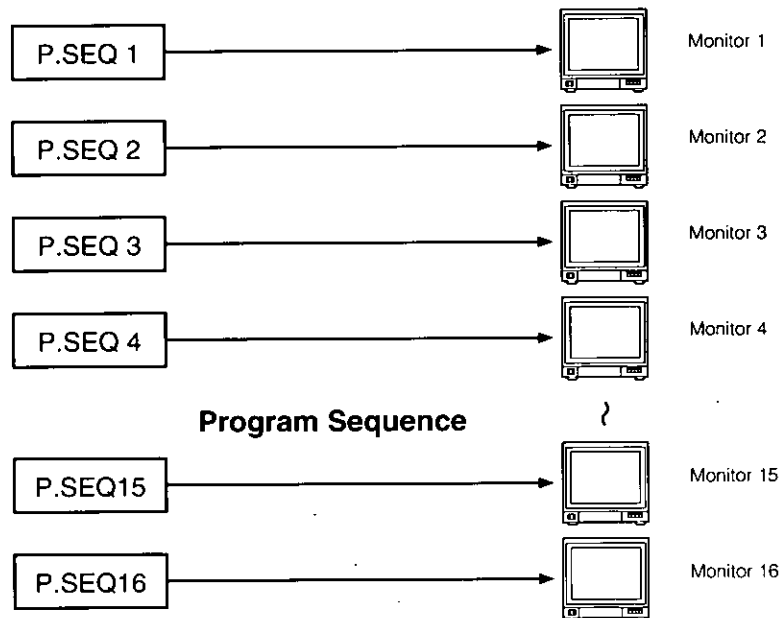 P.SEQ 1
Monitor 1
P.SEQ 2
Monitor 2
P.SEQ 3
Monitor 3
P.SEQ 4
Monitor 4
Program Sequence
P.SEQ15
Monitor 15
P.SEQ16
Monitor 16